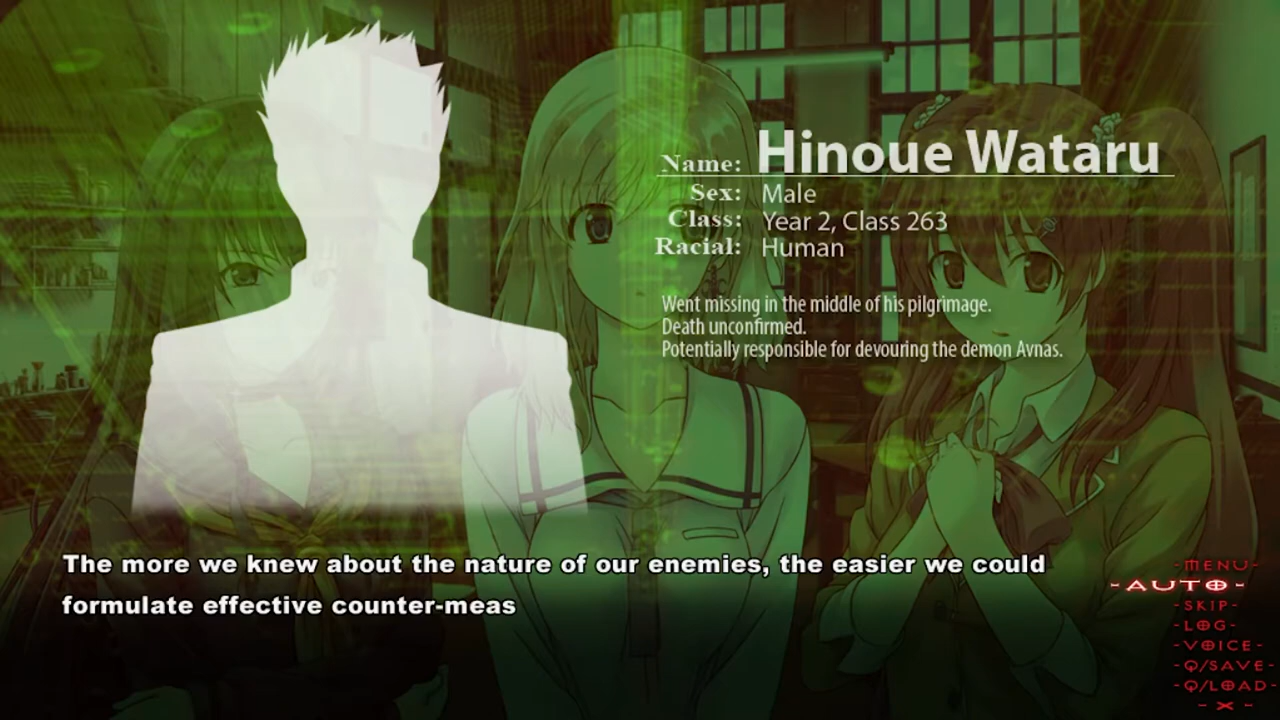 Name: Hinoue Wataru
Sex: Male
Class: Year 2, Class 263
Racial: Human
Went missing in the middle of his pilgrimage.
Death unconfirmed.
Potentially responsible for devouring the demon Avnas.
The more we knew about the nature of our enemies, the easier we could
formulate effective counter-meas
-MENU-
-AUTO-
-SKIP-
-LOG-
-VOICE-
-Q/SAVE-
-Q/LOAD-
-X-